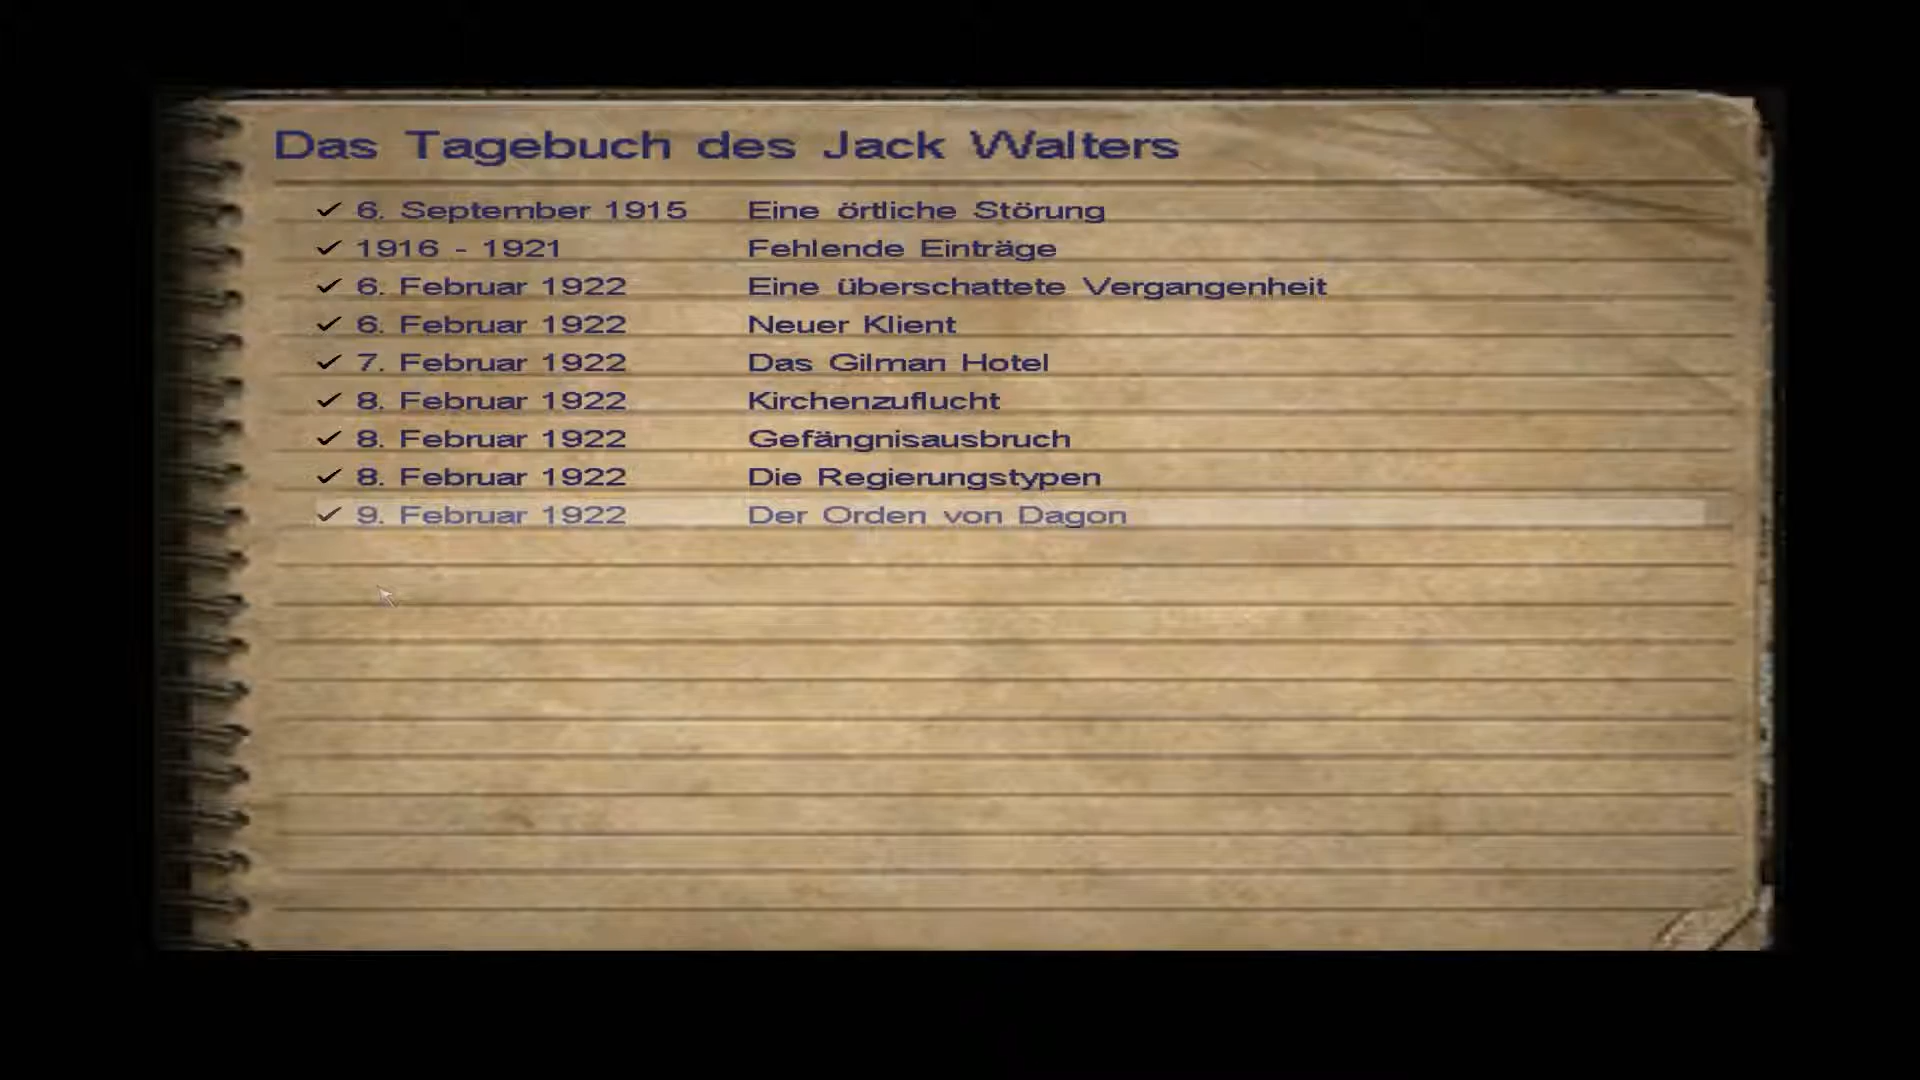 Das Tagebuch des Jack Walters
✓ 6. September 1915 Eine örtliche Störung
✓ 1916 - 1921 Fehlende Einträge
✓ 6. Februar 1922 Eine überschattete Vergangenheit
✓ 6. Februar 1922 Neuer Klient
✓ 7. Februar 1922 Das Gilman Hotel
✓ 8. Februar 1922 Kirchenzuflucht
✓ 8. Februar 1922 Gefängnisausbruch
✓ 8. Februar 1922 Die Regierungstypen
✓ 9. Februar 1922 Der Orden von Dagon